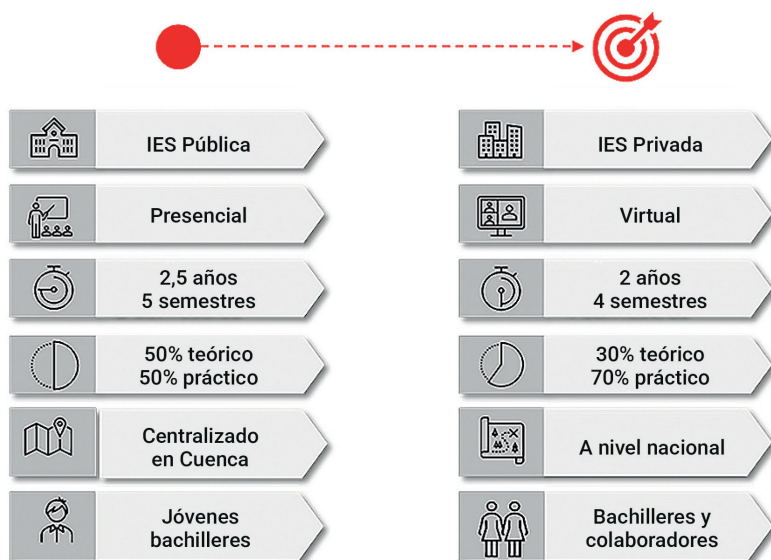 IES Pública
IES Privada
Presencial
Virtual
2,5 años
5 semestres
2 años
4 semestres
50% teórico
50% práctico
30% teórico
70% práctico
Centralizado
en Cuenca
A nivel nacional
Jóvenes
bachilleres
Bachilleres y
colaboradores